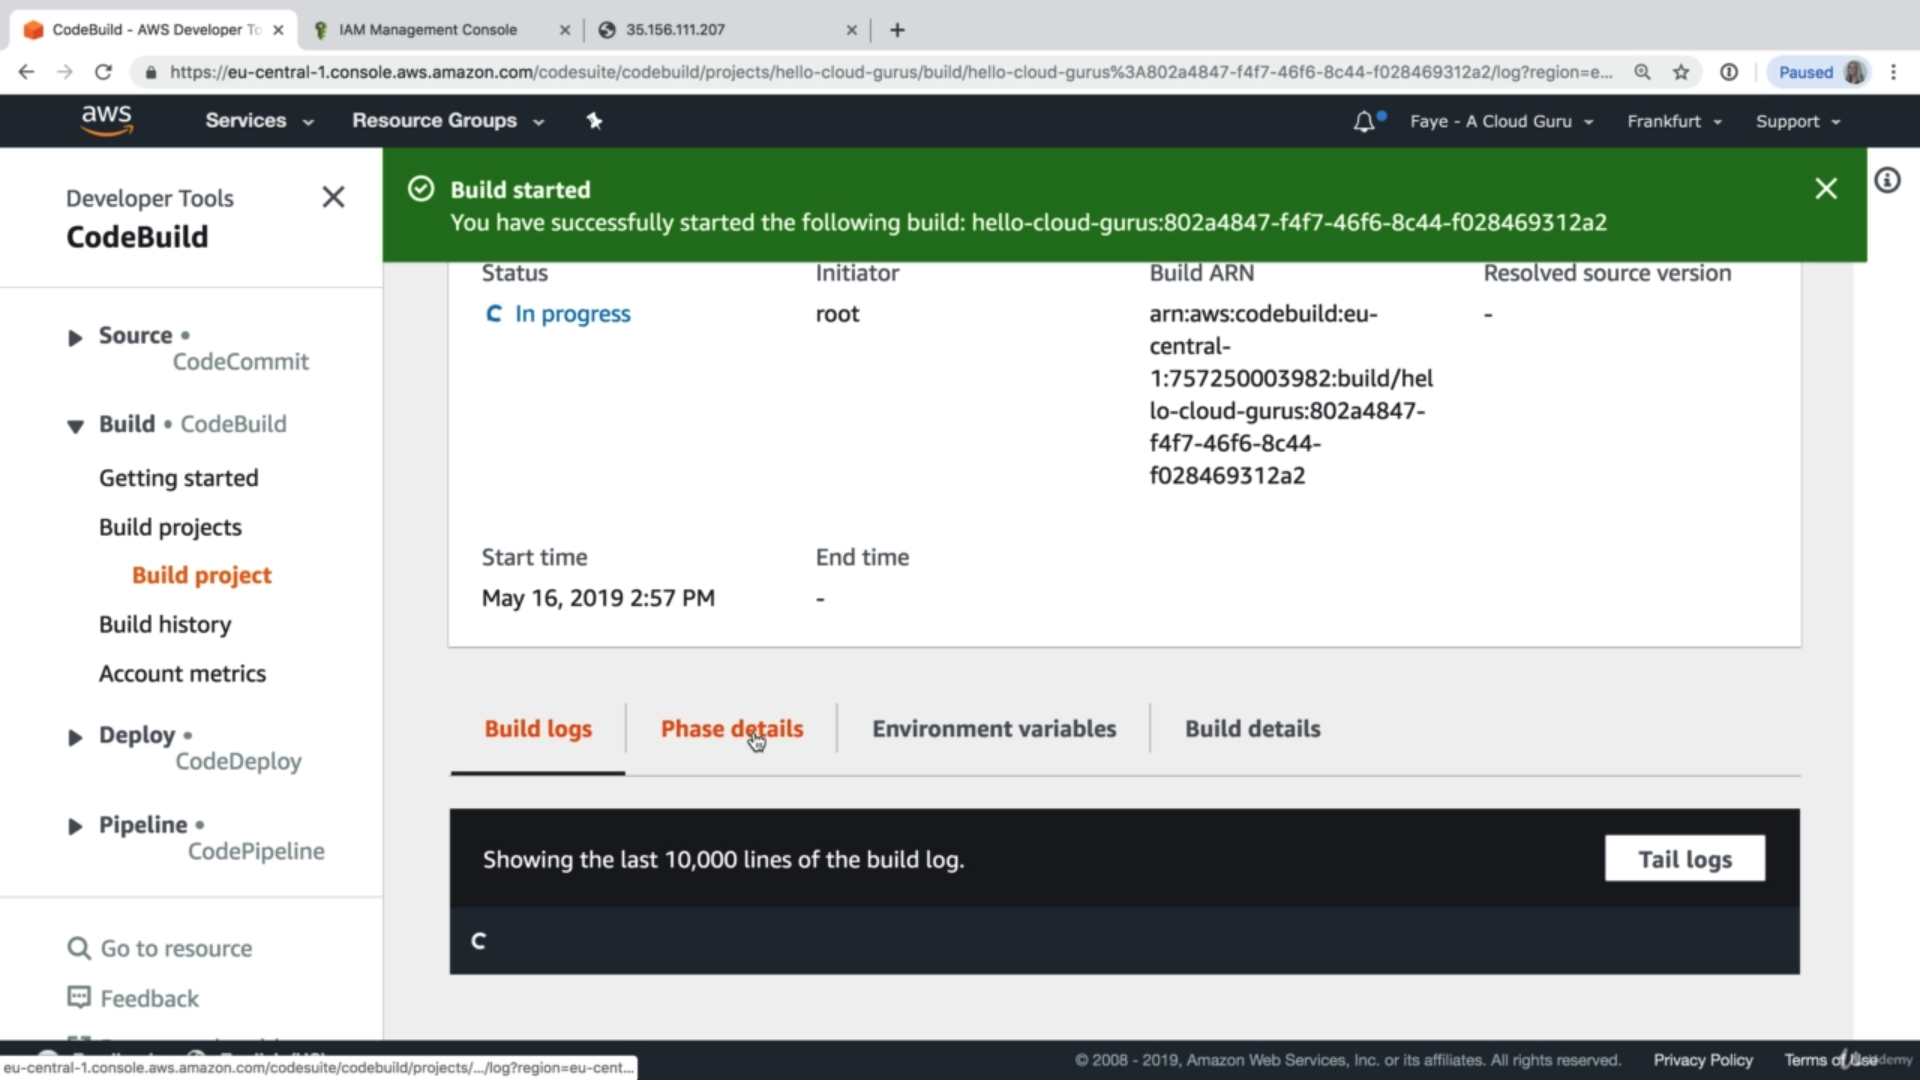 CodeBuild - AWS Developer To
IAM Management Console
35.156.111.207
https://eu-central-1.console.aws.amazon.com/codesuite/codebuild/projects/hello-cloud-gurus/build/hello-cloud-gurus%3A802a4847-f4f7-46f6-8c44-f028469312a2/log?region=e...
Paused
aws
Services
Resource Groups
Faye - A Cloud Guru
Frankfurt
Support
Developer Tools
CodeBuild
Source •
CodeCommit
Build • CodeBuild
Getting started
Build projects
Build project
Build history
Account metrics
Deploy •
CodeDeploy
Pipeline •
CodePipeline
Go to resource
Feedback
Build started
You have successfully started the following build: hello-cloud-gurus:802a4847-f4f7-46f6-8c44-f028469312a2
Status
In progress
Initiator
root
Build ARN
arn:aws:codebuild:eu-
central-
1:757250003982:build/hel
lo-cloud-gurus:802a4847-
f4f7-46f6-8c44-
f028469312a2
Resolved source version
-
Start time
May 16, 2019 2:57 PM
End time
-
Build logs
Phase details
Environment variables
Build details
Showing the last 10,000 lines of the build log.
Tail logs
eu-central-1.console.aws.amazon.com/codesuite/codebuild/projects/.../log?region=eu-cent...
© 2008 - 2019, Amazon Web Services, Inc. or its affiliates. All rights reserved.
Privacy Policy
Terms of Use